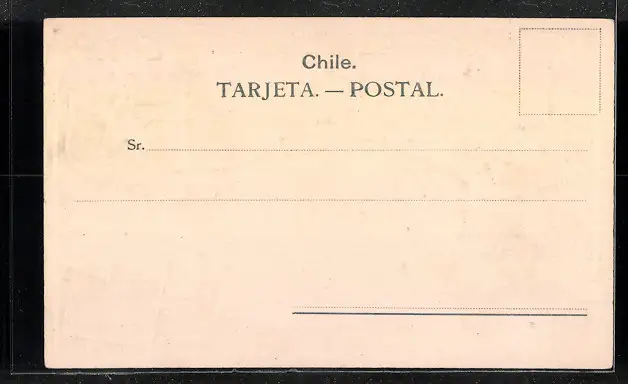 Chile.
TARJETA. — POSTAL.
Sr.